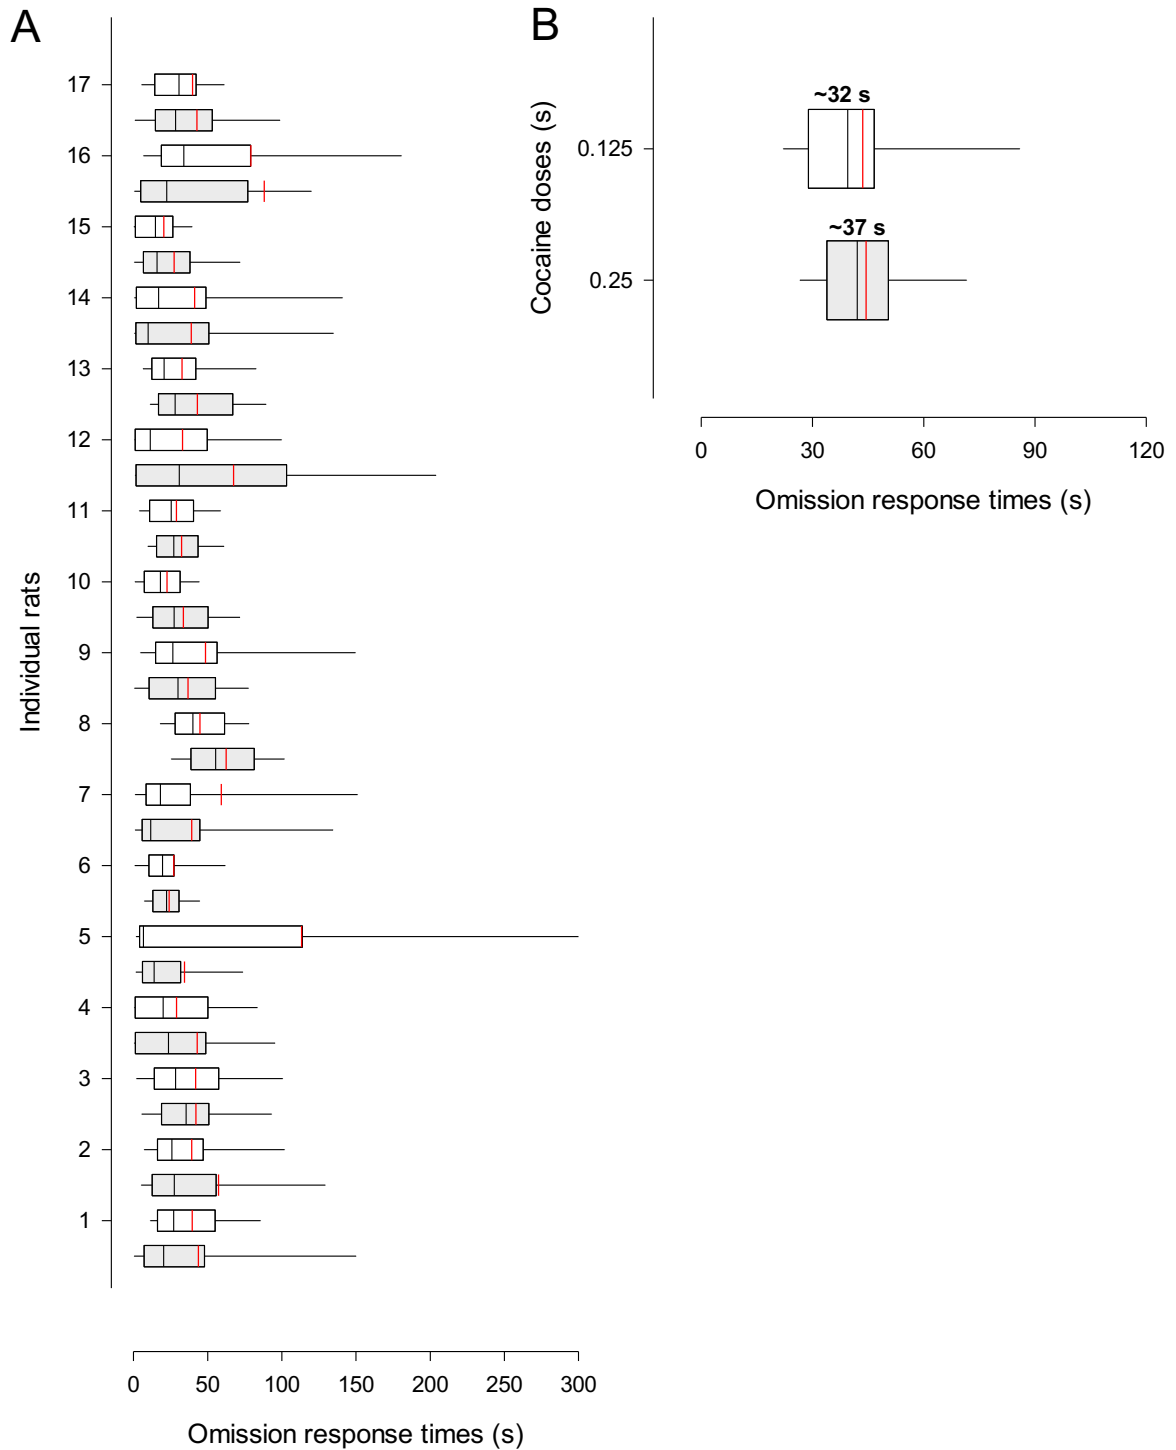 A
Individual rats
17
16
15
14
13
12
11
10
9
8
7
6
5
4
3
2
1
0 50 100 150 200 250 300
Omission response times (s)
B
Cocaine doses (s)
~32 s
0.125
~37 s
0.25
0 30 60 90 120
Omission response times (s)